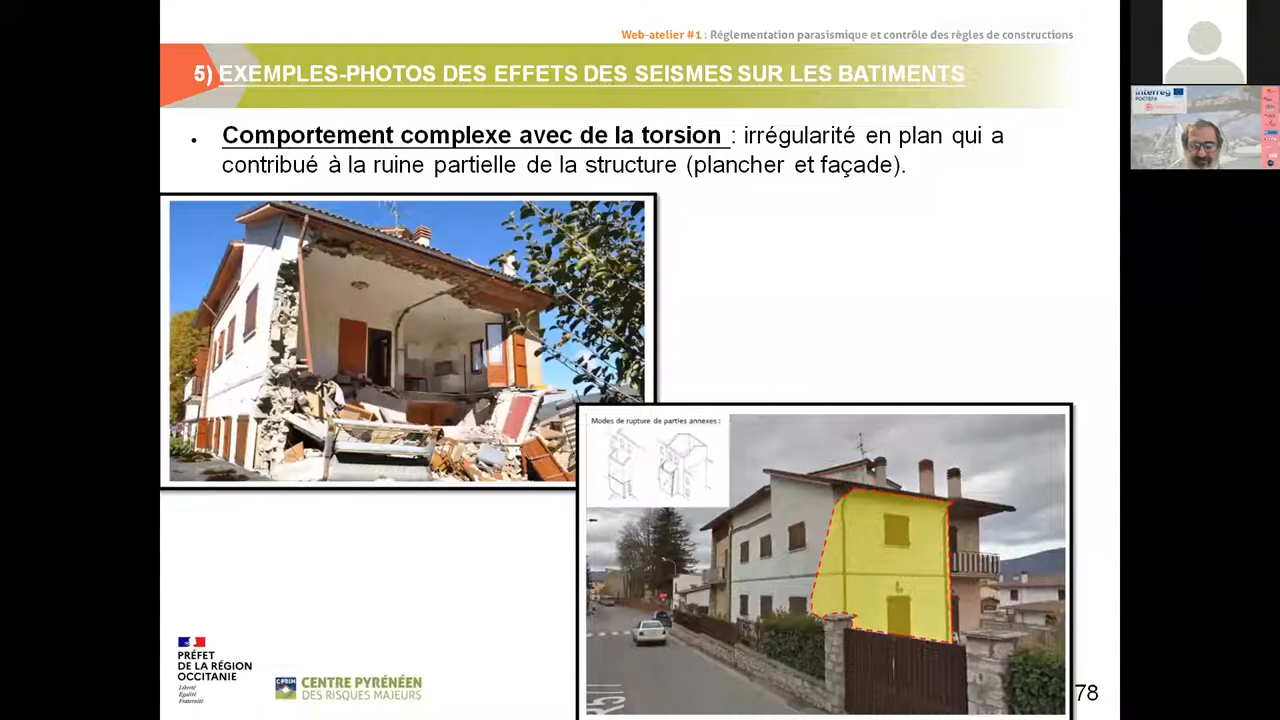 Web-atelier #1 : Réglementation parasismique et contrôle des règles de constructions
5) EXEMPLES-PHOTOS DES EFFETS DES SEISMES SUR LES BATIMENTS
• Comportement complexe avec de la torsion : irrégularité en plan qui a
contribué à la ruine partielle de la structure (plancher et façade).
Modes de rupture de parties annexes :
PRÉFET
DE LA RÉGION
OCCITANIE
Liberté
Égalité
Fraternité
CENTRE PYRÉNÉEN
DES RISQUES MAJEURS
78
Interreg
POCTEFA